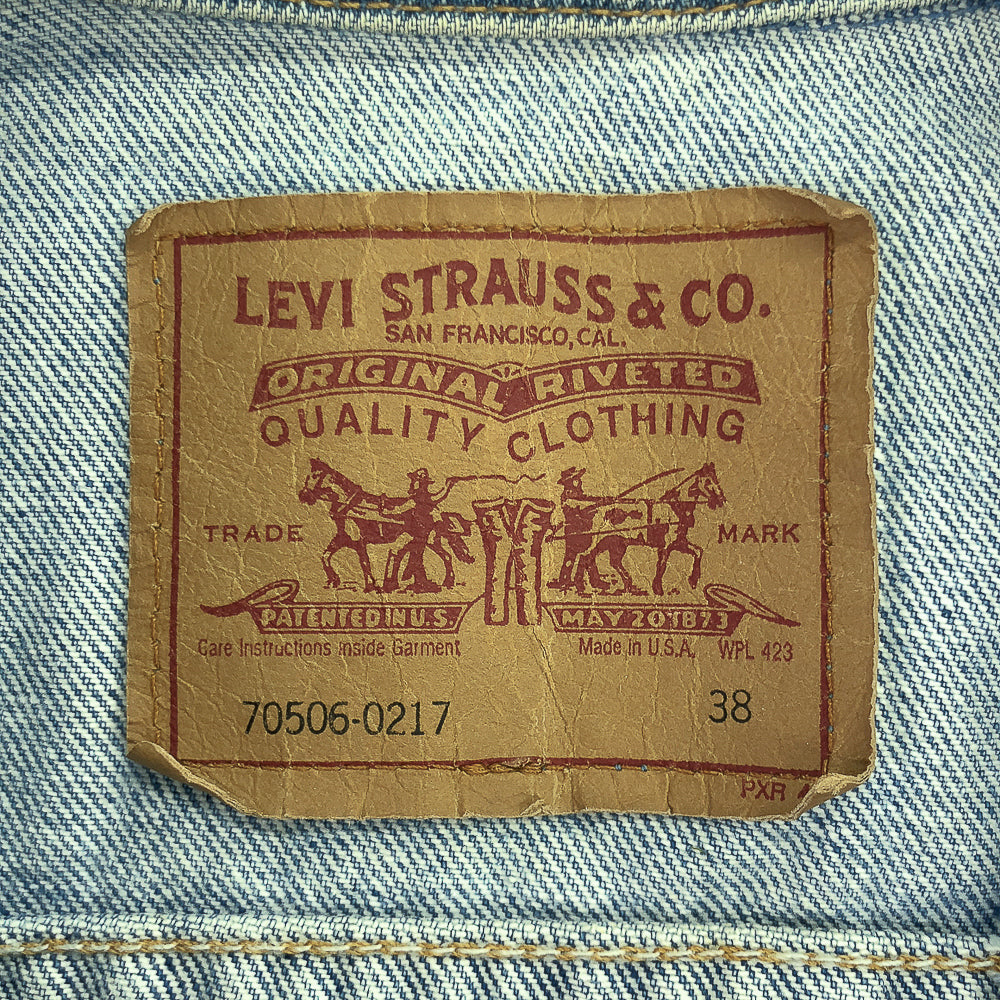 LEVI STRAUSS & CO.
SAN FRANCISCO, CAL.
ORIGINAL RIVETED
QUALITY CLOTHING
TRADE MARK
PATENTED IN U.S. MAY 20 1873
Care Instructions Inside Garment Made in U.S.A. WPL 423
70506-0217 38
PXR